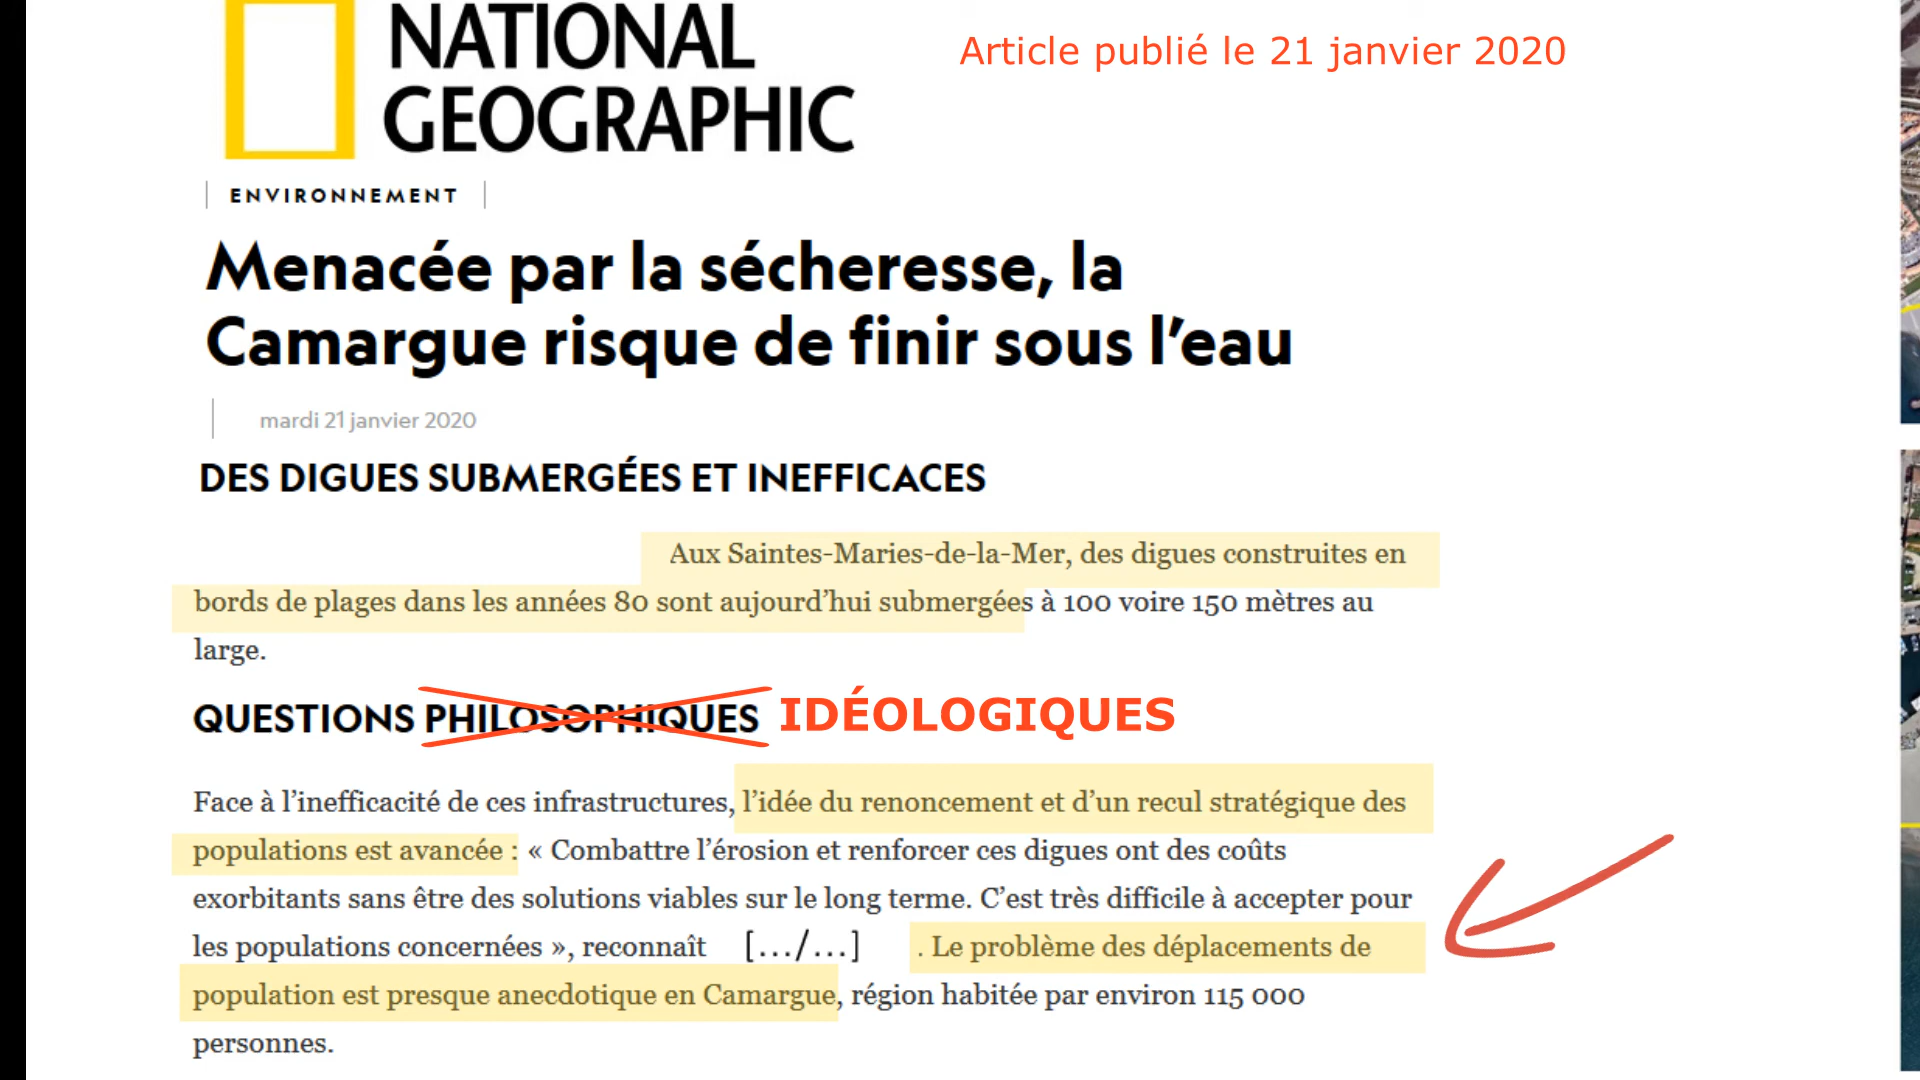 NATIONAL
GEOGRAPHIC
Article publié le 21 janvier 2020
ENVIRONNEMENT
Menacée par la sécheresse, la
Camargue risque de finir sous l’eau
mardi 21 janvier 2020
DES DIGUES SUBMERGÉES ET INEFFICACES
Aux Saintes-Maries-de-la-Mer, des digues construites en
bords de plages dans les années 80 sont aujourd’hui submergées à 100 voire 150 mètres au
large.
QUESTIONS PHILOSOPHIQUES IDÉOLOGIQUES
Face à l’inefficacité de ces infrastructures, l’idée du renoncement et d’un recul stratégique des
populations est avancée : « Combattre l’érosion et renforcer ces digues ont des coûts
exorbitants sans être des solutions viables sur le long terme. C’est très difficile à accepter pour
les populations concernées », reconnaît [.../...] . Le problème des déplacements de
population est presque anecdotique en Camargue, région habitée par environ 115 000
personnes.